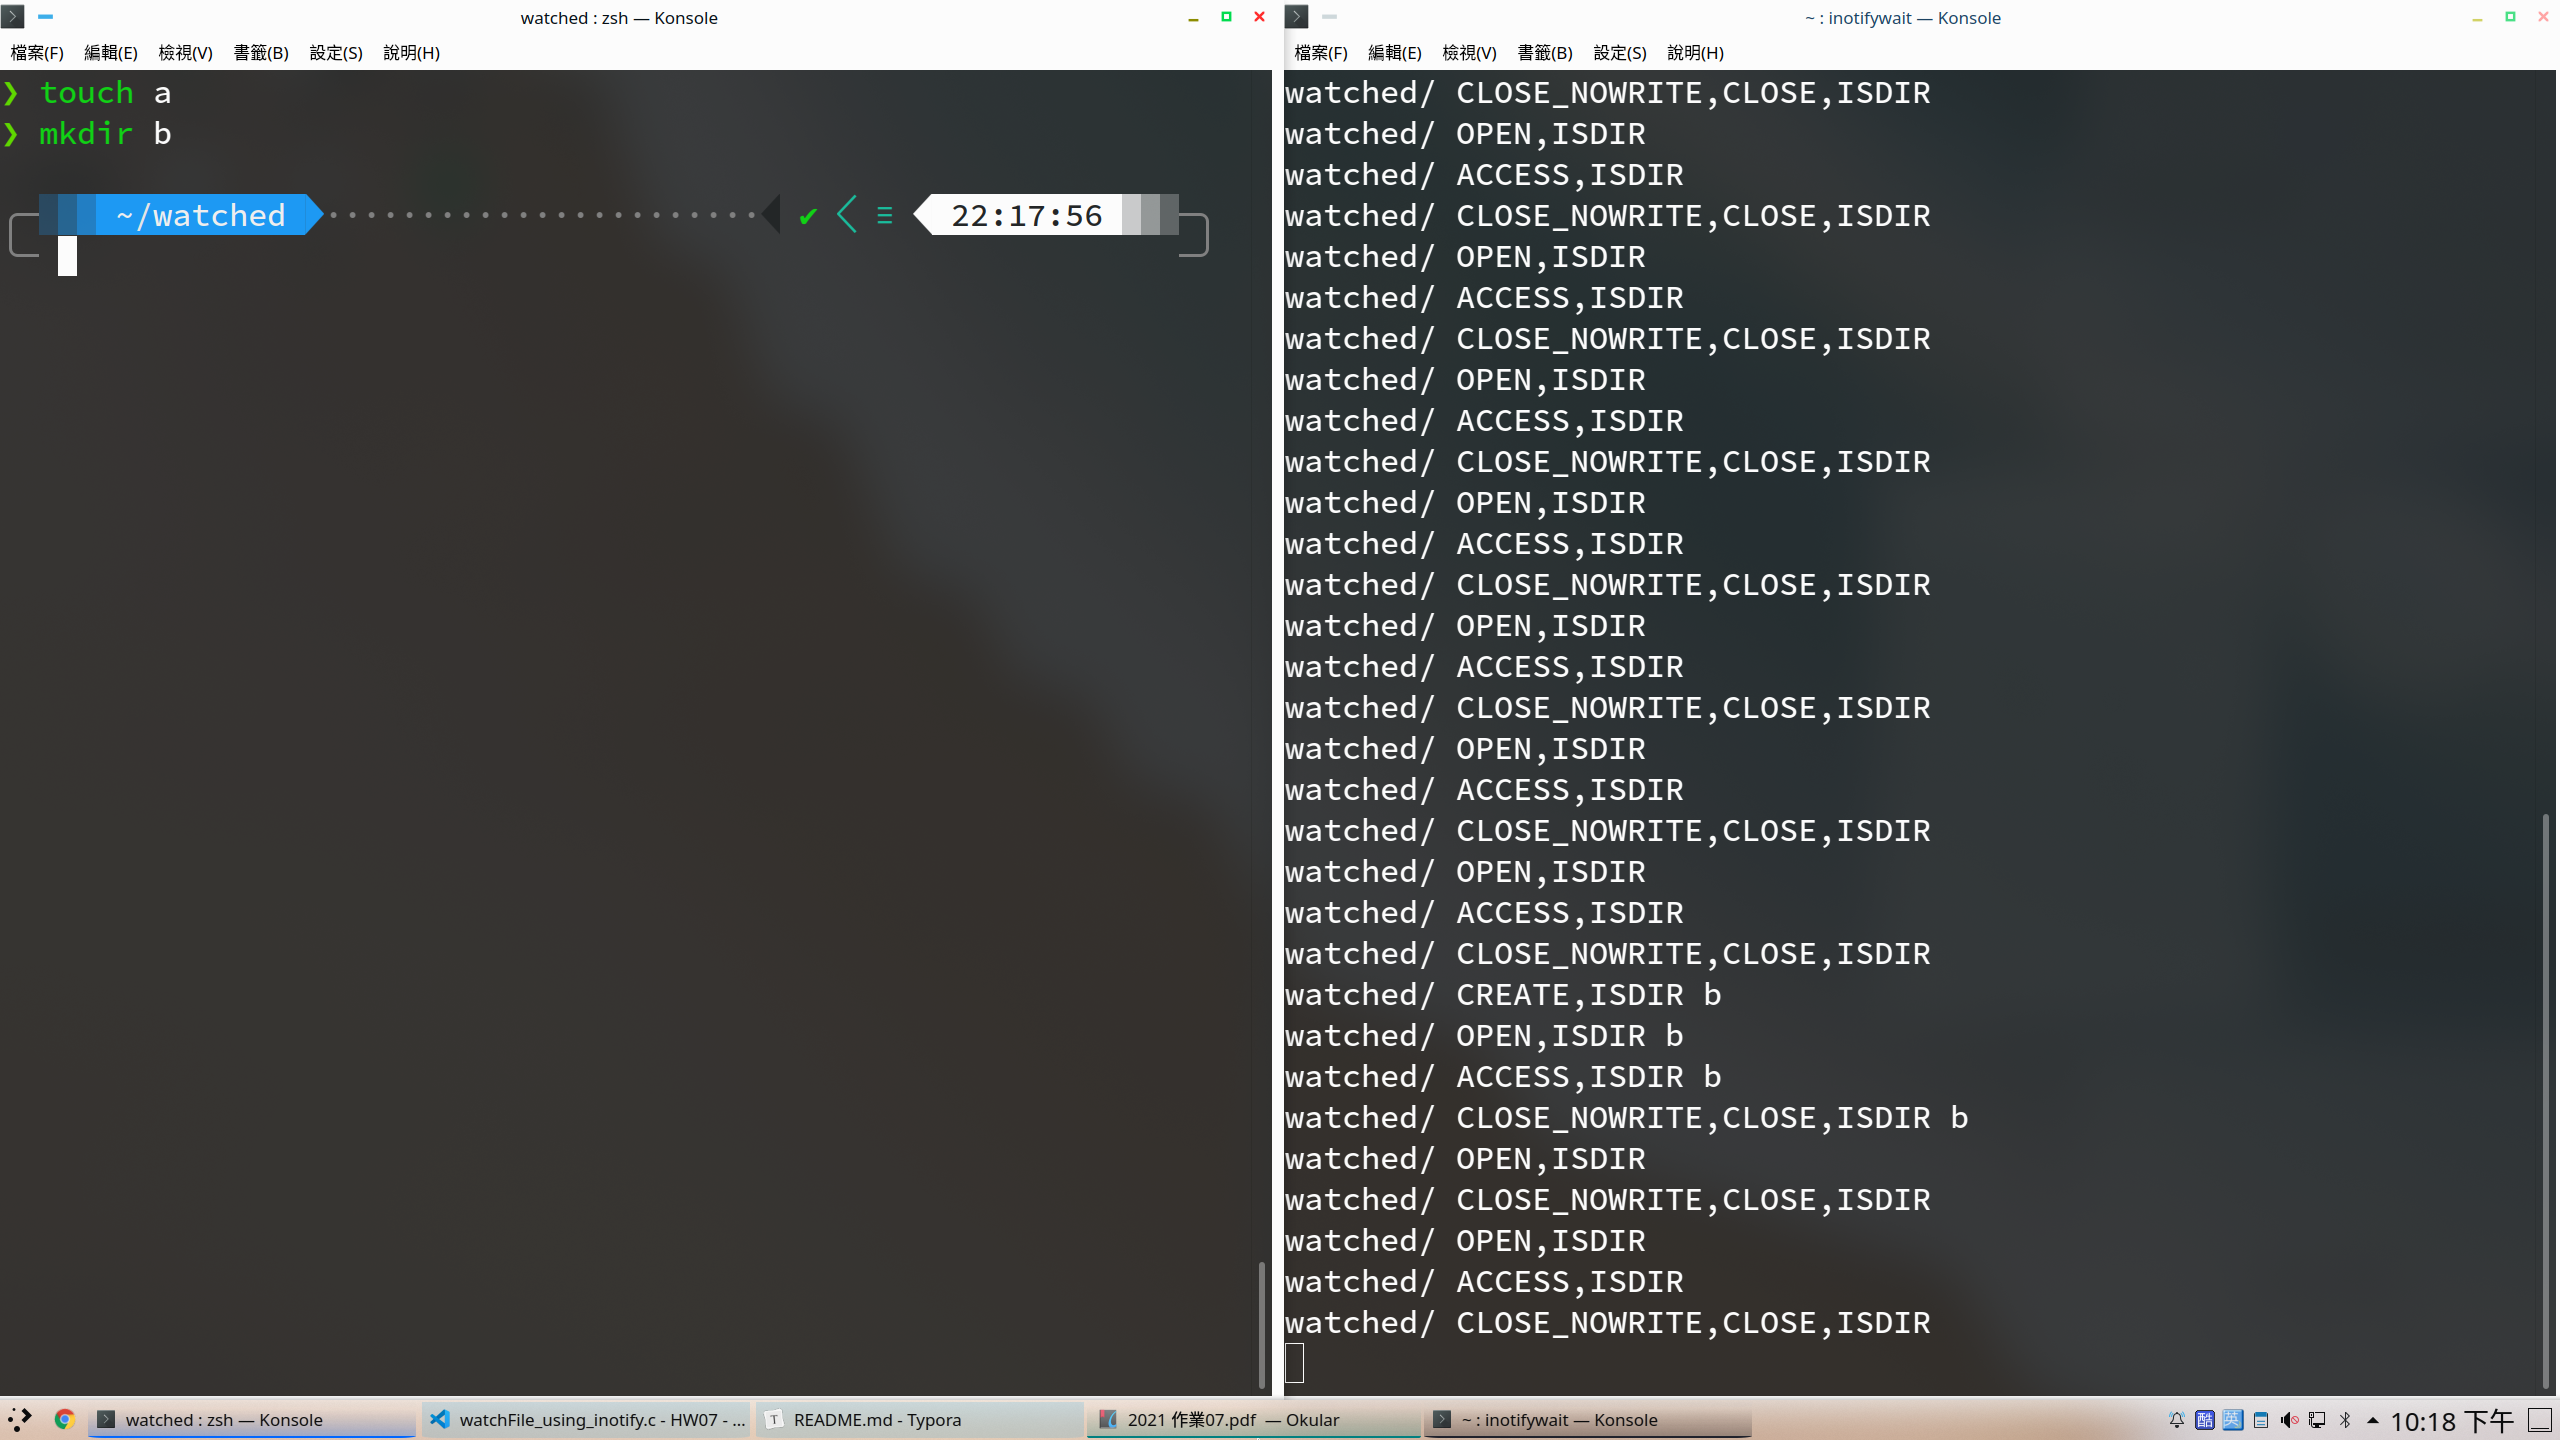 watched : zsh — Konsole
檔案(F) 編輯(E) 檢視(V) 書籤(B) 設定(S) 說明(H)
❯ touch a
❯ mkdir b
~/watched ✔ 22:17:56
~ : inotifywait — Konsole
檔案(F) 編輯(E) 檢視(V) 書籤(B) 設定(S) 說明(H)
watched/ CLOSE_NOWRITE,CLOSE,ISDIR
watched/ OPEN,ISDIR
watched/ ACCESS,ISDIR
watched/ CLOSE_NOWRITE,CLOSE,ISDIR
watched/ OPEN,ISDIR
watched/ ACCESS,ISDIR
watched/ CLOSE_NOWRITE,CLOSE,ISDIR
watched/ OPEN,ISDIR
watched/ ACCESS,ISDIR
watched/ CLOSE_NOWRITE,CLOSE,ISDIR
watched/ OPEN,ISDIR
watched/ ACCESS,ISDIR
watched/ CLOSE_NOWRITE,CLOSE,ISDIR
watched/ OPEN,ISDIR
watched/ ACCESS,ISDIR
watched/ CLOSE_NOWRITE,CLOSE,ISDIR
watched/ OPEN,ISDIR
watched/ ACCESS,ISDIR
watched/ CLOSE_NOWRITE,CLOSE,ISDIR
watched/ OPEN,ISDIR
watched/ ACCESS,ISDIR
watched/ CLOSE_NOWRITE,CLOSE,ISDIR
watched/ CREATE,ISDIR b
watched/ OPEN,ISDIR b
watched/ ACCESS,ISDIR b
watched/ CLOSE_NOWRITE,CLOSE,ISDIR b
watched/ OPEN,ISDIR
watched/ CLOSE_NOWRITE,CLOSE,ISDIR
watched/ OPEN,ISDIR
watched/ ACCESS,ISDIR
watched/ CLOSE_NOWRITE,CLOSE,ISDIR
watched : zsh — Konsole
watchFile_using_inotify.c - HW07 - ...
README.md - Typora
2021 作業07.pdf — Okular
~ : inotifywait — Konsole
酷 英 10:18 下午